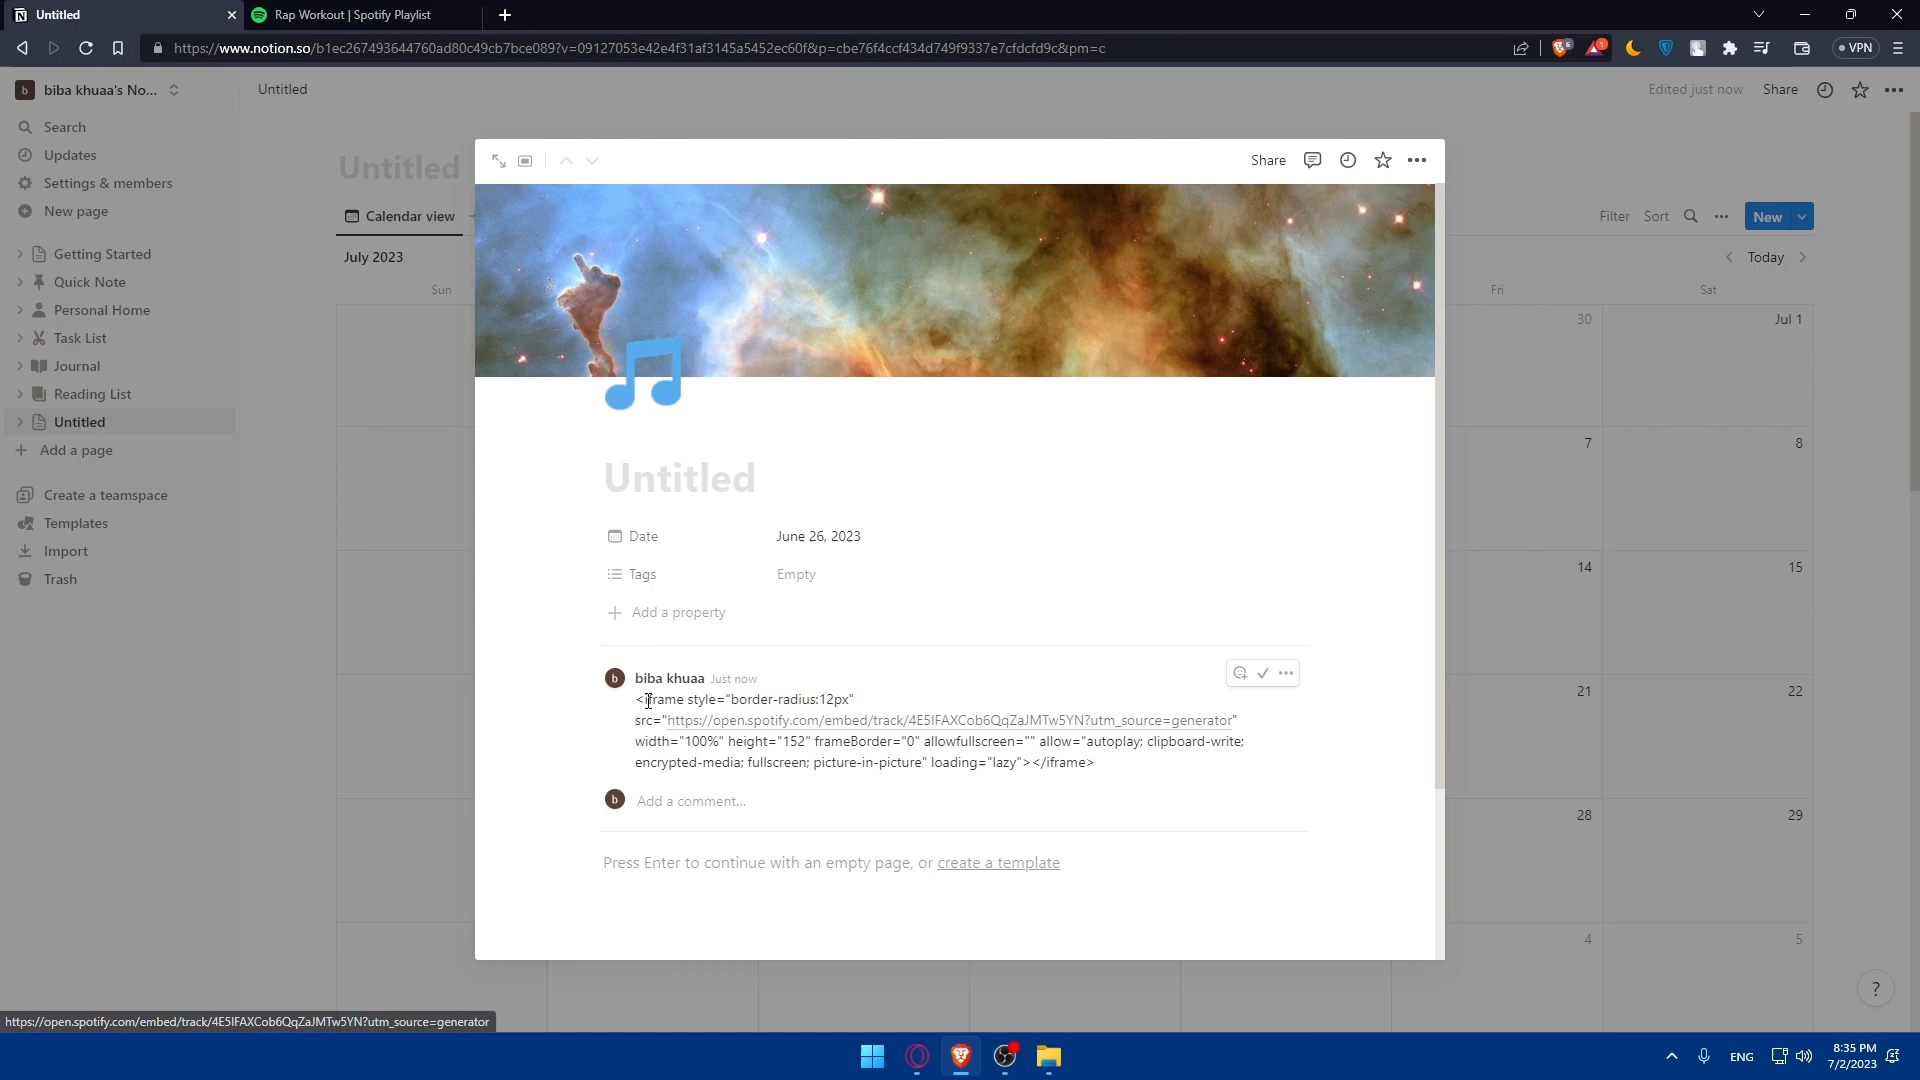 Untitled
Rap Workout | Spotify Playlist
https://www.notion.so/b1ec267493644760ad80c49cb7bce089?v=09127053e42e4f31af3145a5452ec60f&p=cbe76f4ccf434d749f9337e7cfdcfd9c&pm=c
6
1
VPN
b
biba khuaa's No...
Untitled
Edited just now
Share
Search
Updates
Settings & members
New page
Getting Started
Quick Note
Personal Home
Task List
Journal
Reading List
Untitled
Add a page
Create a teamspace
Templates
Import
Trash
Untitled
Calendar view
Filter
Sort
New
July 2023
Today
Sun
Fri
Sat
30
Jul 1
7
8
14
15
21
22
28
29
4
5
Share
Untitled
Date
June 26, 2023
Tags
Empty
Add a property
b
biba khuaa Just now
<iframe style="border-radius:12px"
src="https://open.spotify.com/embed/track/4E5IFAXCob6QqZaJMTw5YN?utm_source=generator"
width="100%" height="152" frameBorder="0" allowfullscreen="" allow="autoplay; clipboard-write;
encrypted-media; fullscreen; picture-in-picture" loading="lazy"></iframe>
b
Add a comment...
Press Enter to continue with an empty page, or create a template
?
https://open.spotify.com/embed/track/4E5IFAXCob6QqZaJMTw5YN?utm_source=generator
ENG
8:35 PM
7/2/2023